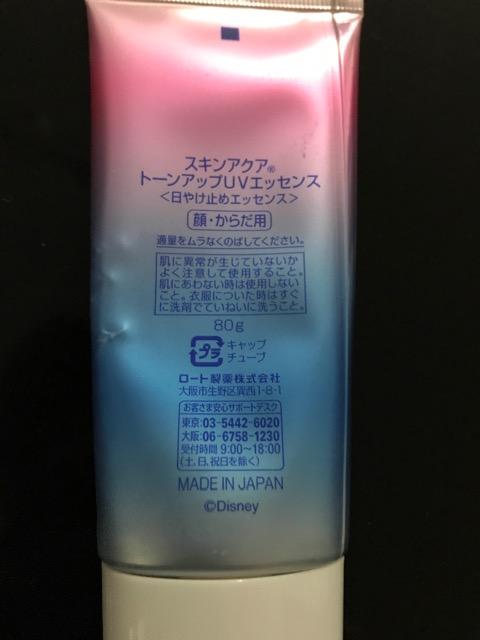 スキンアクア®
トーンアップUVエッセンス
＜日やけ止めエッセンス＞
顔・からだ用
適量をムラなくのばしてください。
肌に異常が生じていないか
よく注意して使用すること。
肌にあわない時は使用しない
こと。衣服についた時はすぐ
に洗剤でていねいに洗うこと。
80g
プラ
キャップ
チューブ
ロート製薬株式会社
大阪市生野区巽西1-8-1
お客さま安心サポートデスク
東京:03-5442-6020
大阪:06-6758-1230
受付時間 9:00~18:00
(土、日、祝日を除く)
MADE IN JAPAN
©Disney